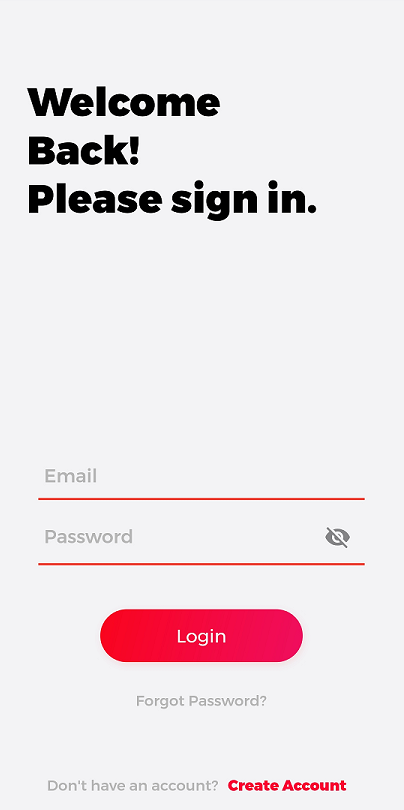 Welcome
Back!
Please sign in.
Email
Password
Login
Forgot Password?
Don't have an account? Create Account